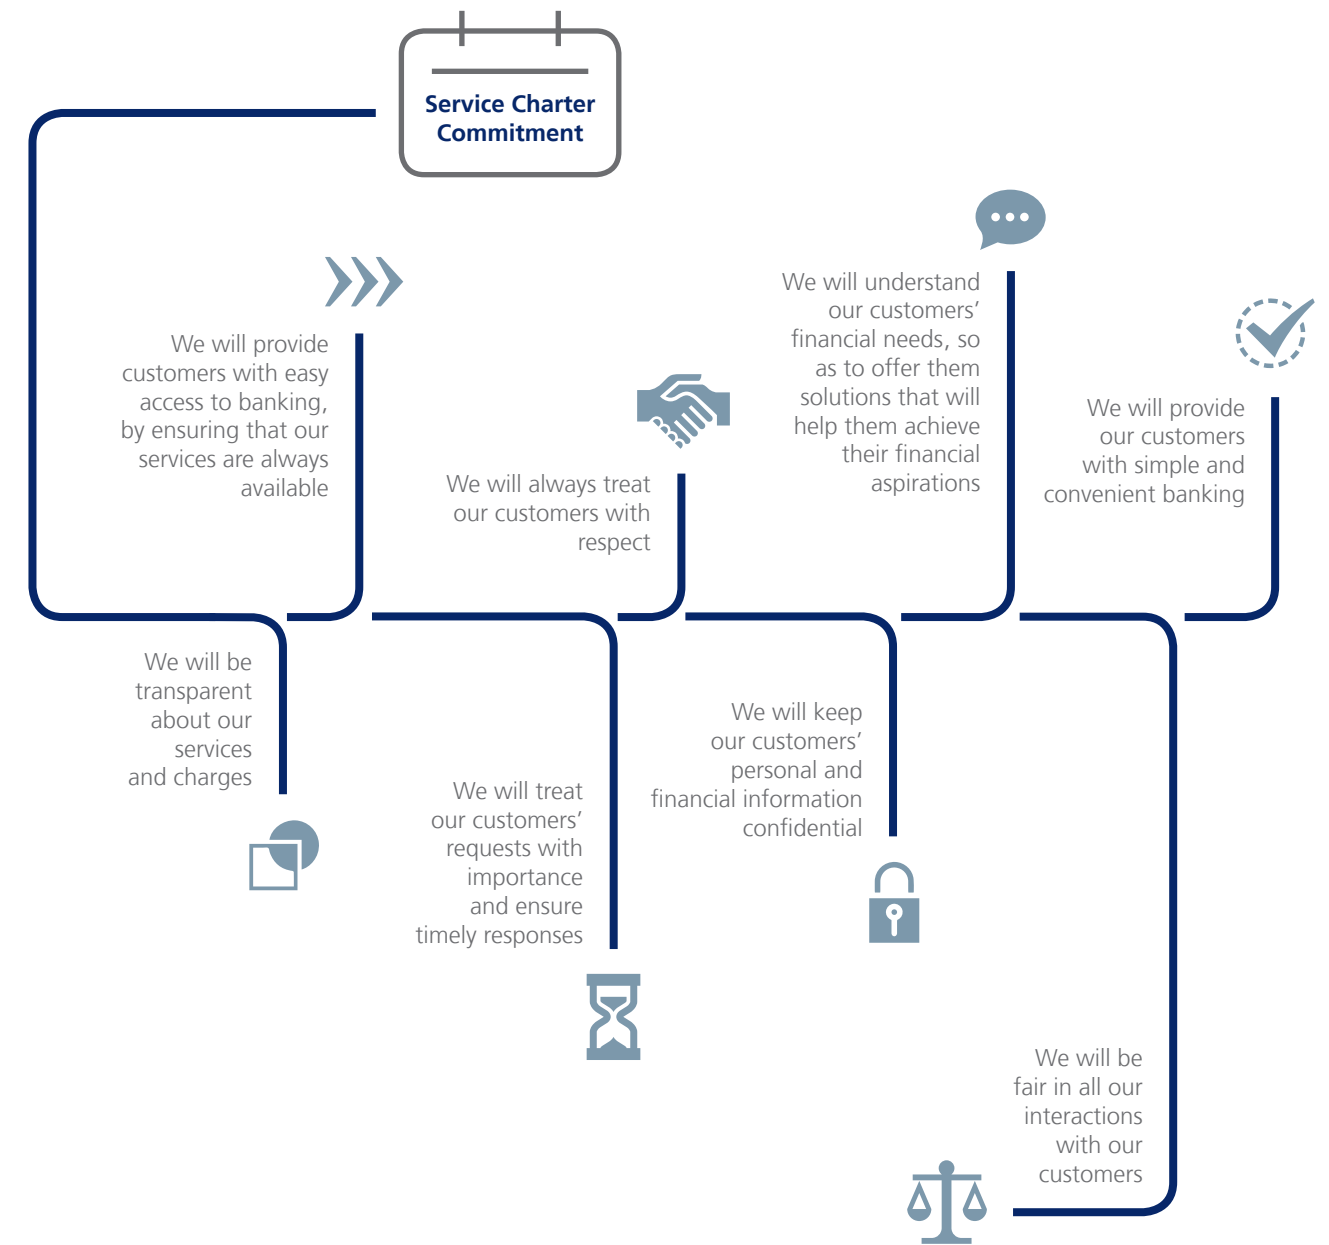 Service Charter
Commitment
We will provide
customers with easy
access to banking,
by ensuring that our
services are always
available
We will always treat
our customers with
respect
We will understand
our customers’
financial needs, so
as to offer them
solutions that will
help them achieve
their financial
aspirations
We will provide
our customers
with simple and
convenient banking
We will be
transparent
about our
services
and charges
We will treat
our customers’
requests with
importance
and ensure
timely responses
We will keep
our customers’
personal and
financial information
confidential
We will be
fair in all our
interactions
with our
customers